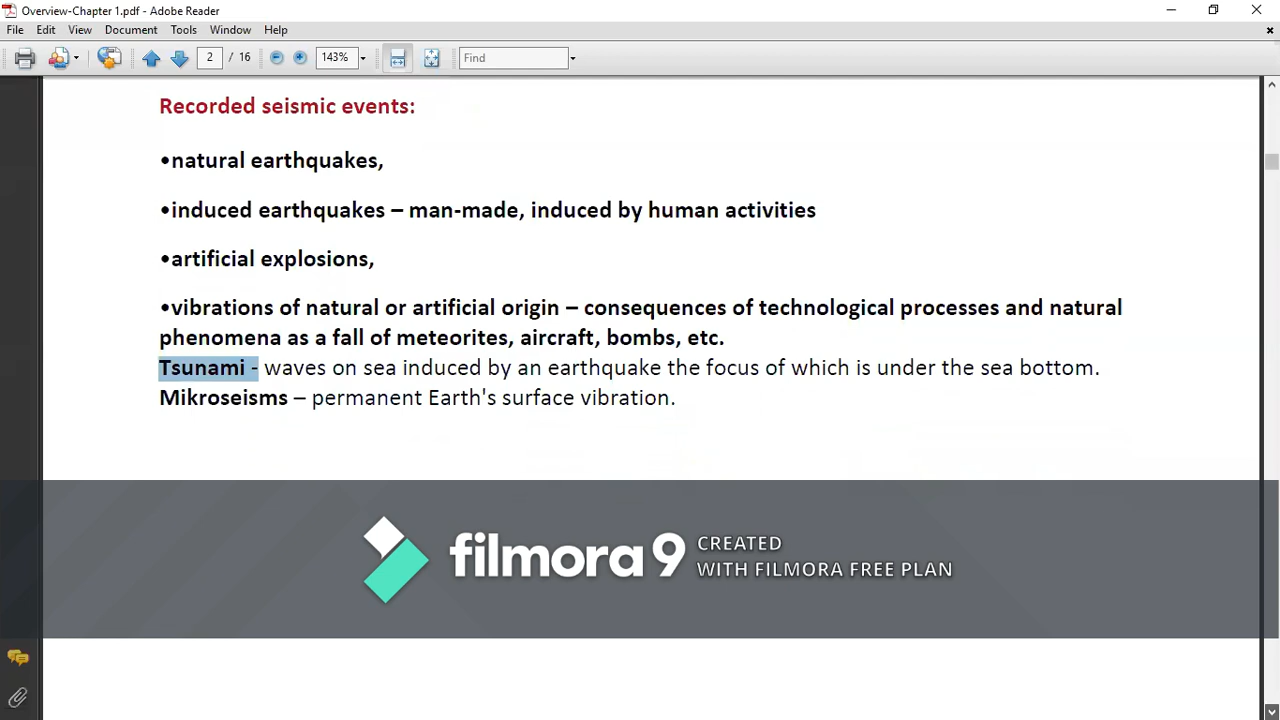 Overview-Chapter 1.pdf - Adobe Reader
File Edit View Document Tools Window Help
2 / 16 143% Find
Recorded seismic events:
•natural earthquakes,
•induced earthquakes – man-made, induced by human activities
•artificial explosions,
•vibrations of natural or artificial origin – consequences of technological processes and natural
phenomena as a fall of meteorites, aircraft, bombs, etc.
Tsunami - waves on sea induced by an earthquake the focus of which is under the sea bottom.
Mikroseisms – permanent Earth's surface vibration.
filmora 9 CREATED
WITH FILMORA FREE PLAN